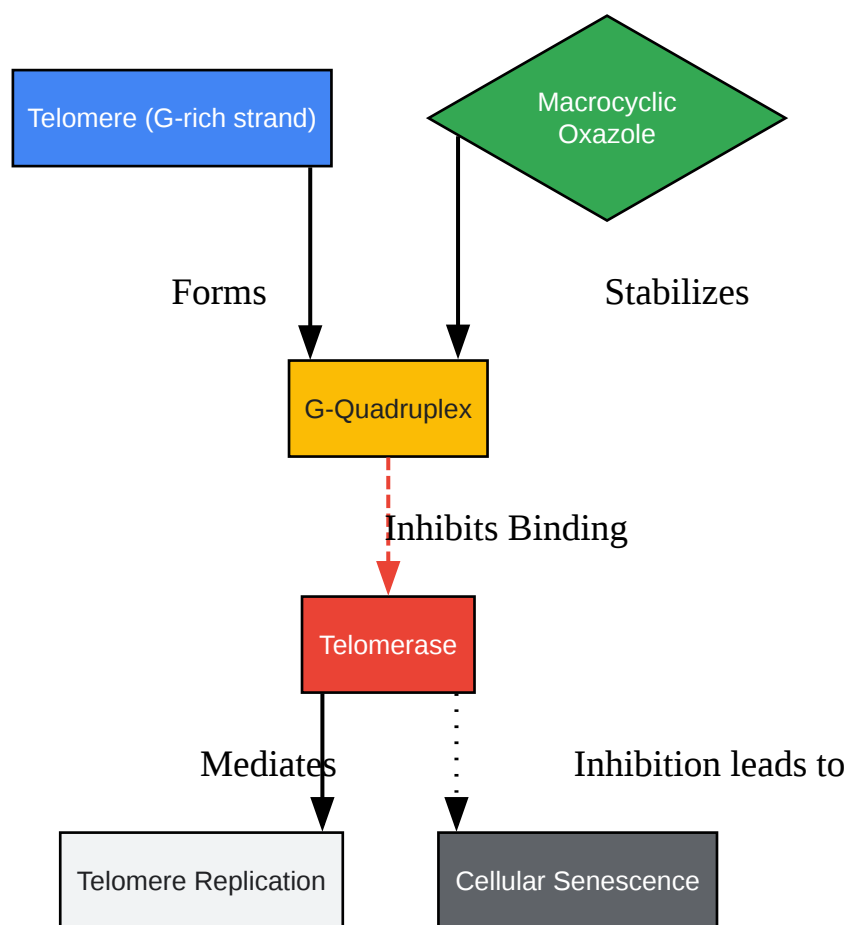 Telomere (G-rich strand)
Macrocyclic
Oxazole
Forms
Stabilizes
G-Quadruplex
Inhibits Binding
Telomerase
Mediates
Inhibition leads to
Telomere Replication
Cellular Senescence